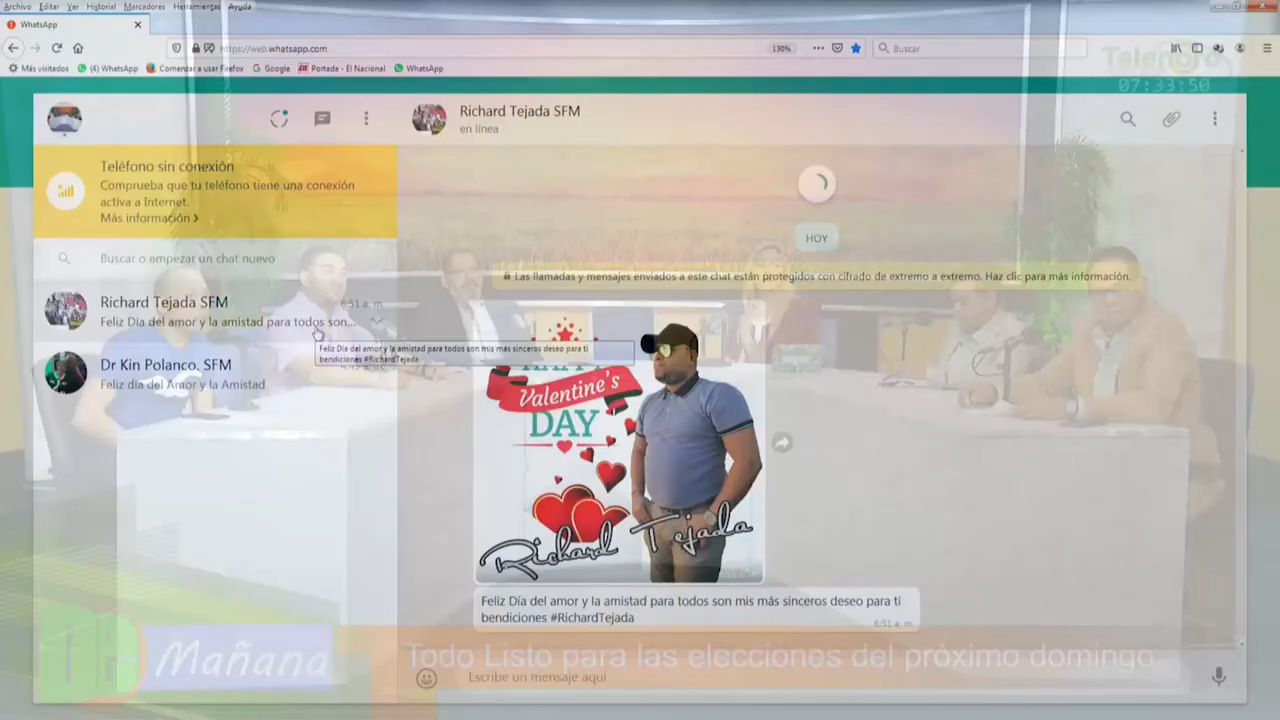 Archivo Editar Ver Historial Marcadores Herramientas Ayuda
WhatsApp
https://web.whatsapp.com
130%
Buscar
Más visitados
(4) WhatsApp
Comenzar a usar Firefox
Google
Portada - El Nacional
WhatsApp
Telenoro
07:33:50
Richard Tejada SFM
en línea
Teléfono sin conexión
Comprueba que tu teléfono tiene una conexión
activa a Internet.
Más información
HOY
Buscar o empezar un chat nuevo
Las llamadas y mensajes enviados a este chat están protegidos con cifrado de extremo a extremo. Haz clic para más información.
Richard Tejada SFM
6:51 a. m.
Feliz Día del amor y la amistad para todos son...
Feliz Día del amor y la amistad para todos son mis más sinceros deseo para ti
bendiciones #RichardTejada
Dr Kin Polanco, SFM
Feliz día del Amor y la Amistad
HAPPY
Valentine's
DAY
Richard Tejada
Feliz Día del amor y la amistad para todos son mis más sinceros deseo para ti
bendiciones #RichardTejada
6:51 a. m.
Mañana
Todo Listo para las elecciones del próximo domingo
Escribe un mensaje aquí